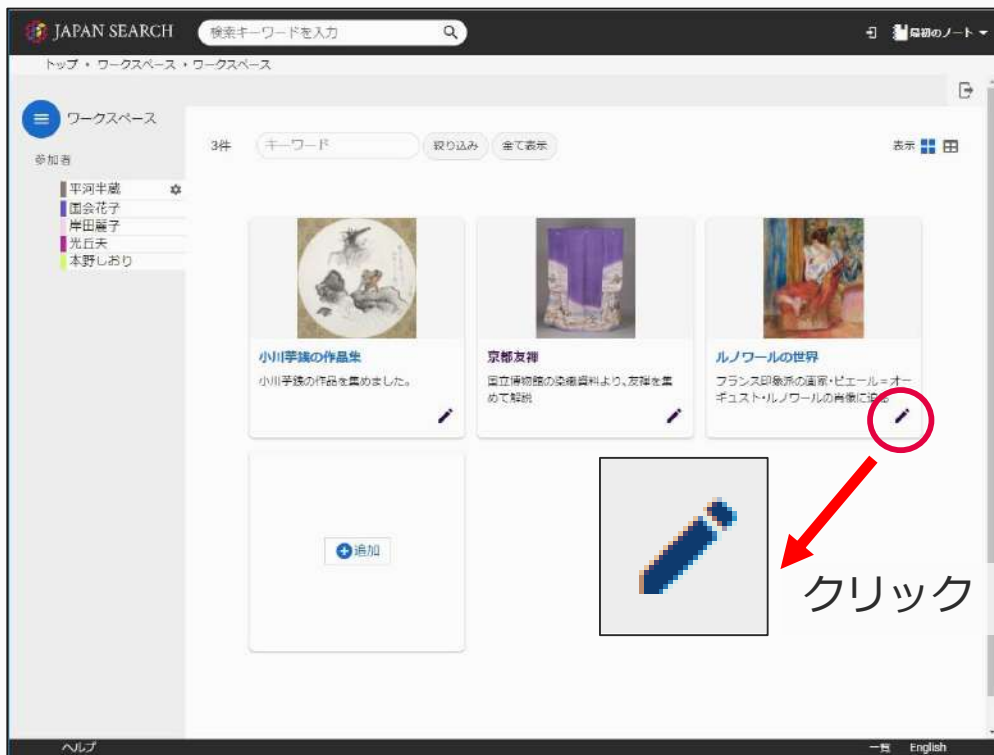 JAPAN SEARCH
検索キーワードを入力
最初のノート
トップ・ワークスペース・ワークスペース
ワークスペース
参加者
平河半蔵
国会花子
岸田麗子
光丘夫
本野しおり
3件
キーワード
絞り込み
全て表示
表示
小川芋銭の作品集
小川芋銭の作品を集めました。
京都友禅
国立博物館の染織資料より、友禅を集
めて解説
ルノワールの世界
フランス印象派の画家・ピエール=オー
ギュスト・ルノワールの肖像に迫る
追加
クリック
ヘルプ
一覧
English